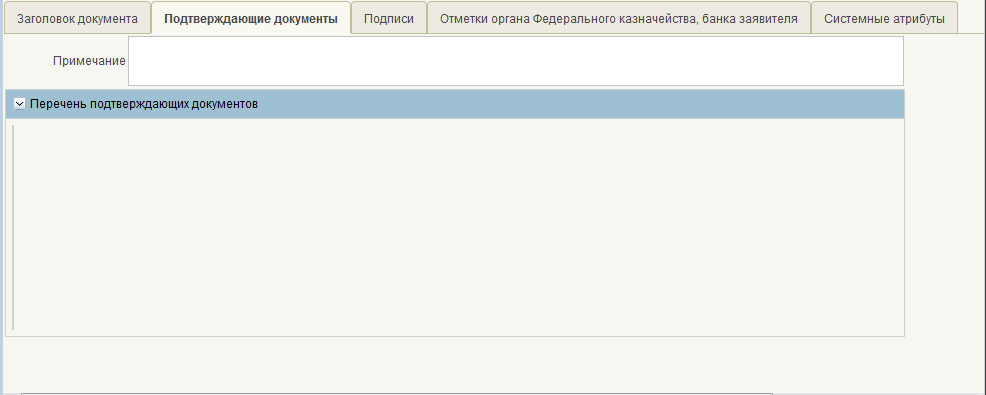 Заголовок документа Подтверждающие документы Подписи Отметки органа Федерального казначейства, банка заявителя Системные атрибуты
Примечание
Перечень подтверждающих документов